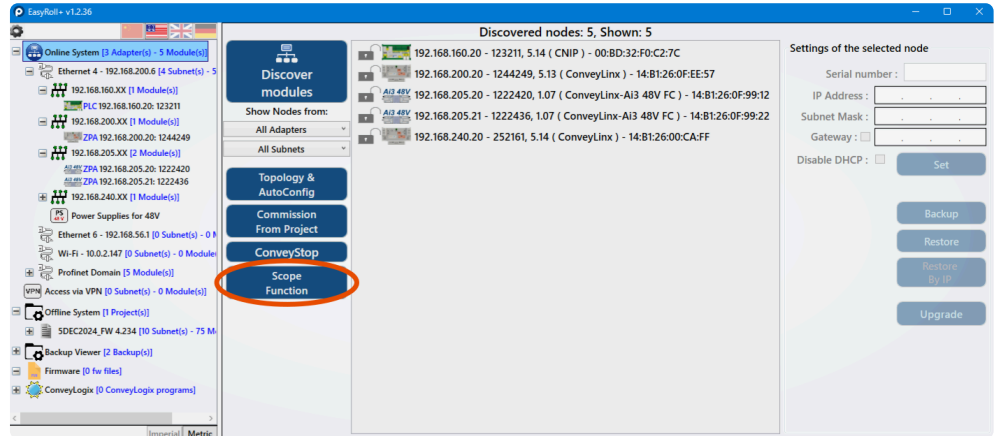 EasyRoll+ v1.2.36
Online System [3 Adapter(s) - 5 Module(s)]
Ethernet 4 - 192.168.200.6 [4 Subnet(s) - 5
192.168.160.XX [1 Module(s)]
PLC 192.168.160.20: 123211
192.168.200.XX [1 Module(s)]
ZPA 192.168.200.20: 1244249
192.168.205.XX [2 Module(s)]
ZPA 192.168.205.20: 1222420
ZPA 192.168.205.21: 1222436
192.168.240.XX [1 Module(s)]
PS 48 V Power Supplies for 48V
Ethernet 6 - 192.168.56.1 [0 Subnet(s) - 0 M
Wi-Fi - 10.0.2.147 [0 Subnet(s) - 0 Module
Profinet Domain [5 Module(s)]
VPN Access via VPN [0 Subnet(s) - 0 Module(s)]
Offline System [1 Project(s)]
5DEC2024_FW 4.234 [10 Subnet(s) - 75 M
Backup Viewer [2 Backup(s)]
Firmware [0 fw files]
ConveyLogix [0 ConveyLogix programs]
Imperial Metric
Discover
modules
Show Nodes from:
All Adapters
All Subnets
Topology &
AutoConfig
Commission
From Project
ConveyStop
Scope
Function
Discovered nodes: 5, Shown: 5
192.168.160.20 - 123211, 5.14 ( CNIP ) - 00:BD:32:F0:C2:7C
192.168.200.20 - 1244249, 5.13 ( ConveyLinx ) - 14:B1:26:0F:EE:57
Ai3 48V 192.168.205.20 - 1222420, 1.07 ( ConveyLinx-Ai3 48V FC ) - 14:B1:26:0F:99:12
Ai3 48V 192.168.205.21 - 1222436, 1.07 ( ConveyLinx-Ai3 48V FC ) - 14:B1:26:0F:99:22
192.168.240.20 - 252161, 5.14 ( ConveyLinx ) - 14:B1:26:00:CA:FF
Settings of the selected node
Serial number :
IP Address : . . .
Subnet Mask : . . .
Gateway : . . .
Disable DHCP :
Set
Backup
Restore
Restore
By IP
Upgrade